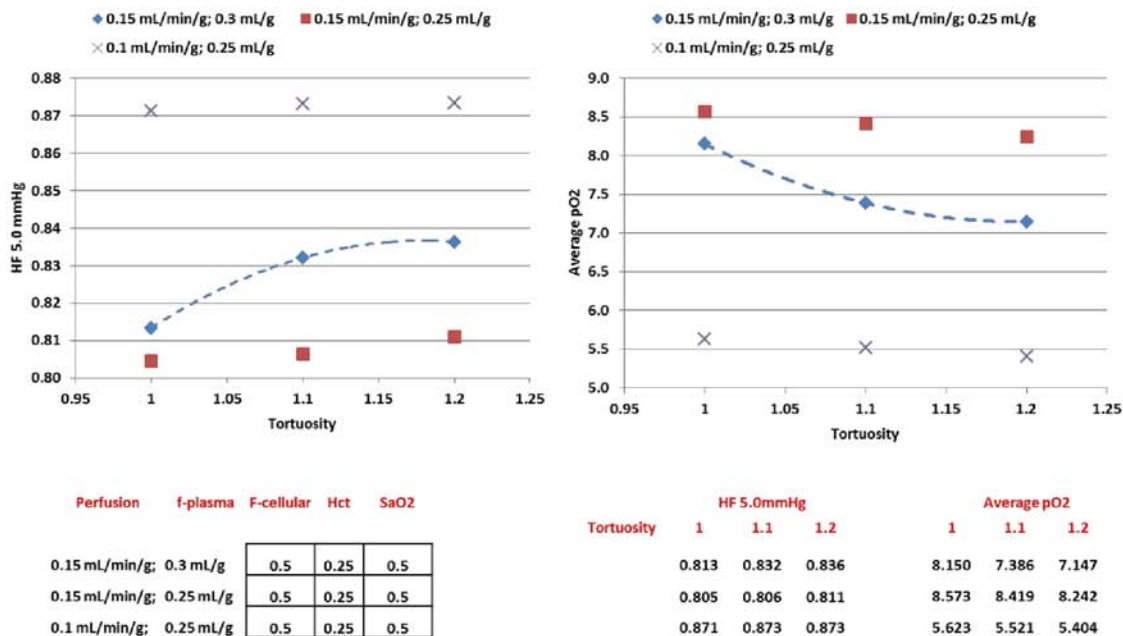 0.15 mL/min/g; 0.3 mL/g 0.15 mL/min/g; 0.25 mL/g
0.1 mL/min/g; 0.25 mL/g
0.88
0.87
0.86
0.85
0.84
0.83
0.82
0.81
0.80
HF 5.0 mmHg
0.95 1 1.05 1.1 1.15 1.2 1.25
Tortuosity
0.15 mL/min/g; 0.3 mL/g 0.15 mL/min/g; 0.25 mL/g
0.1 mL/min/g; 0.25 mL/g
9.0
8.5
8.0
7.5
7.0
6.5
6.0
5.5
5.0
Average pO2
0.95 1 1.05 1.1 1.15 1.2 1.25
Tortuosity
Perfusion f-plasma F-cellular Hct SaO2
0.15 mL/min/g; 0.3 mL/g 0.5 0.25 0.5
0.15 mL/min/g; 0.25 mL/g 0.5 0.25 0.5
0.1 mL/min/g; 0.25 mL/g 0.5 0.25 0.5
HF 5.0mmHg Average pO2
Tortuosity 1 1.1 1.2 1 1.1 1.2
0.813 0.832 0.836 8.150 7.386 7.147
0.805 0.806 0.811 8.573 8.419 8.242
0.871 0.873 0.873 5.623 5.521 5.404